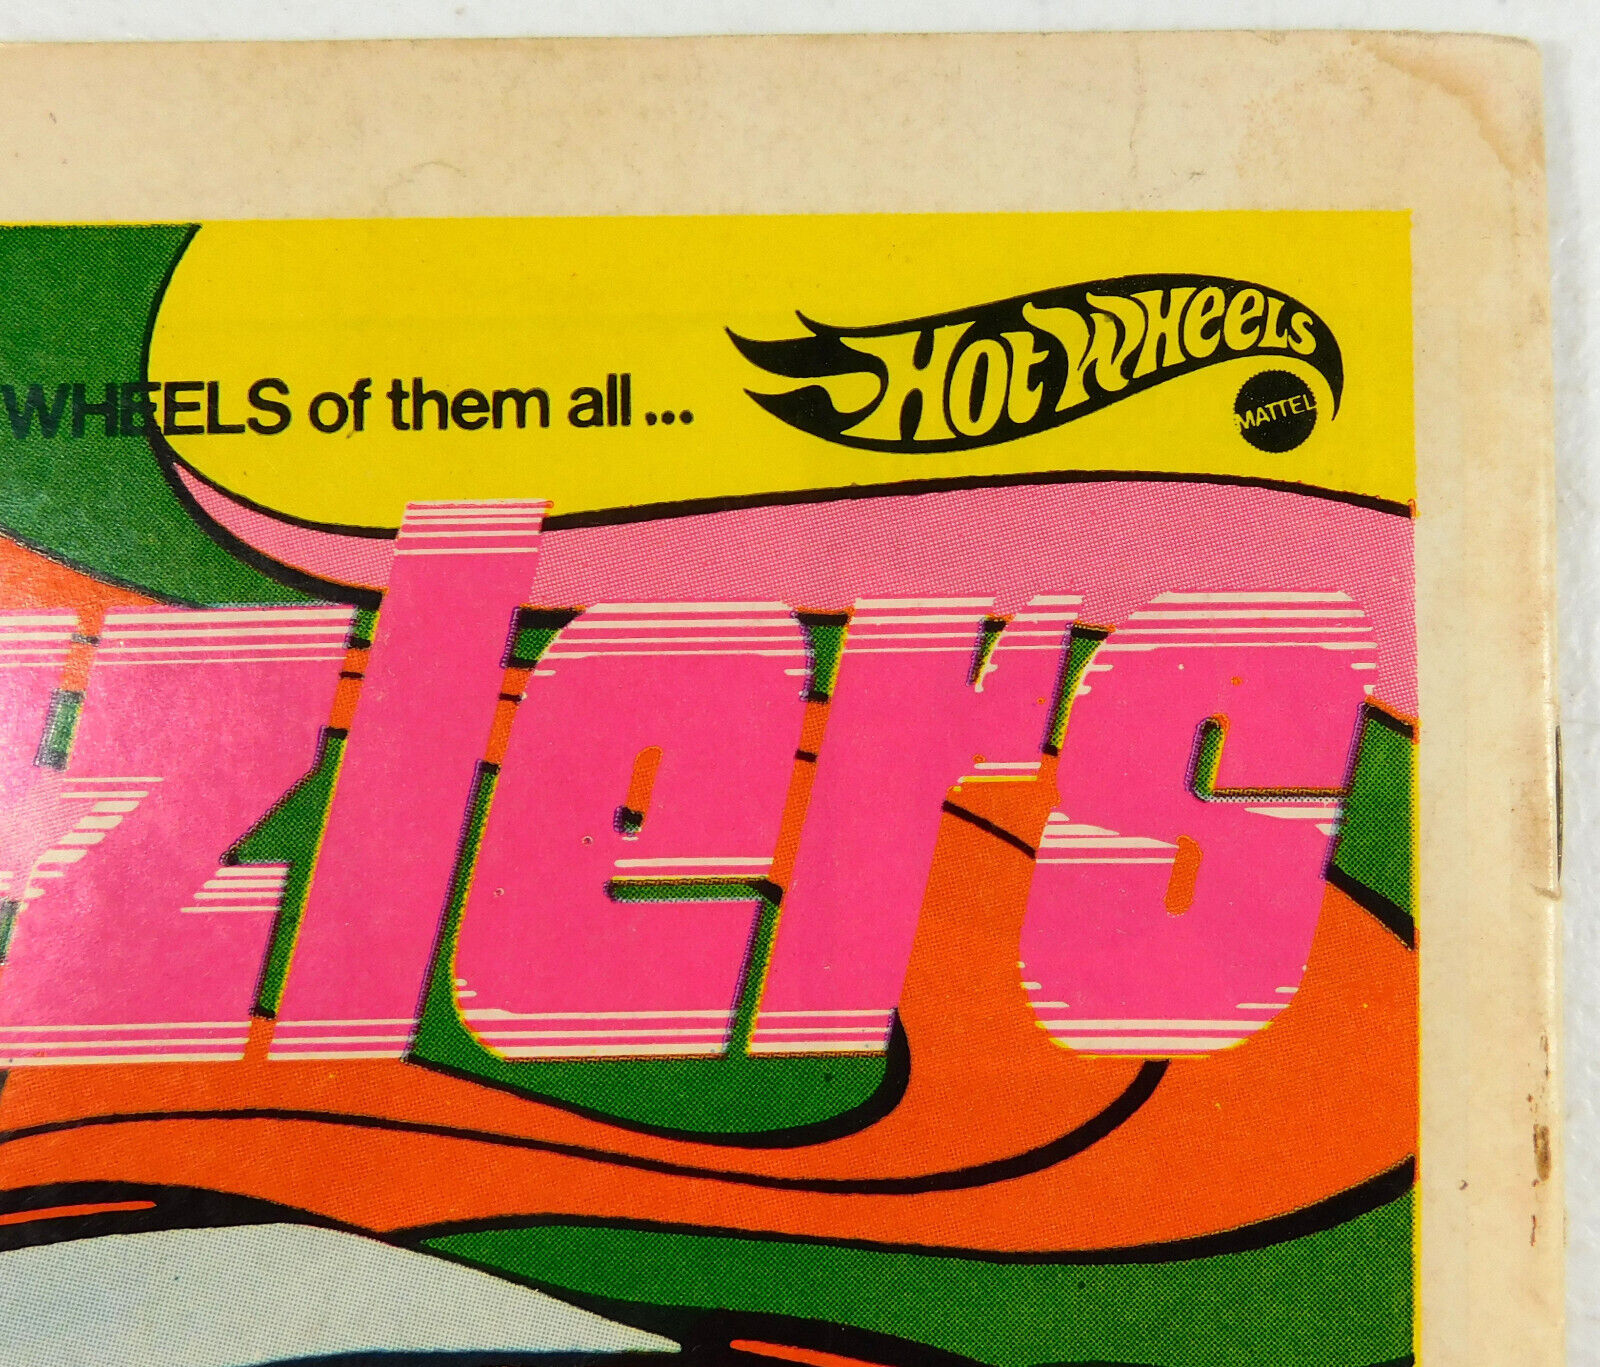 WHEELS of them all...
HOT WHEELS
MATTEL
zlers